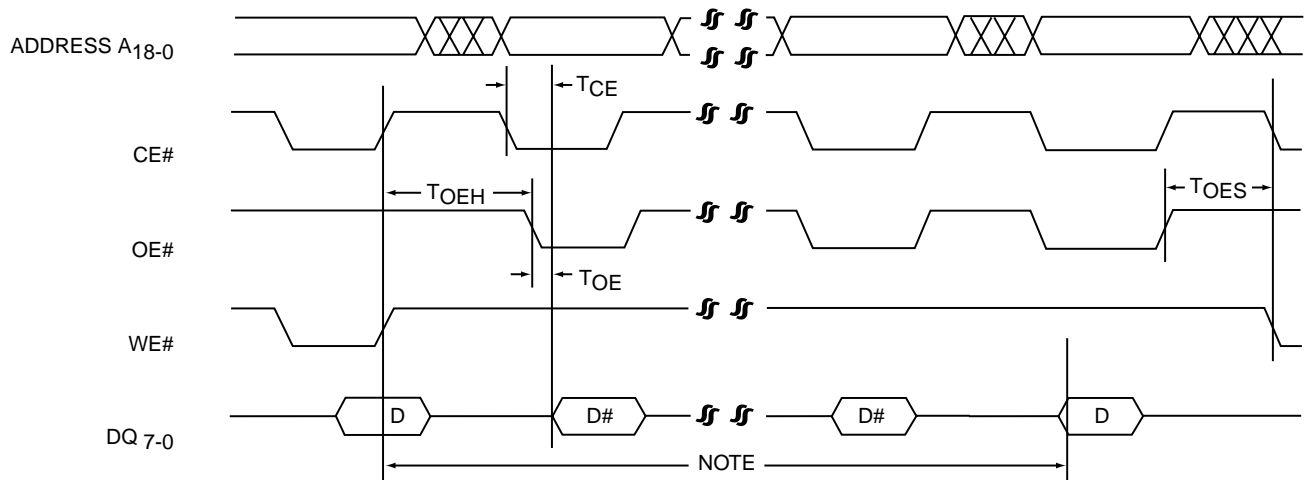 ADDRESS A18-0
TCE
CE#
TOEH
TOES
OE#
TOE
WE#
D
D#
D#
D
DQ 7-0
NOTE